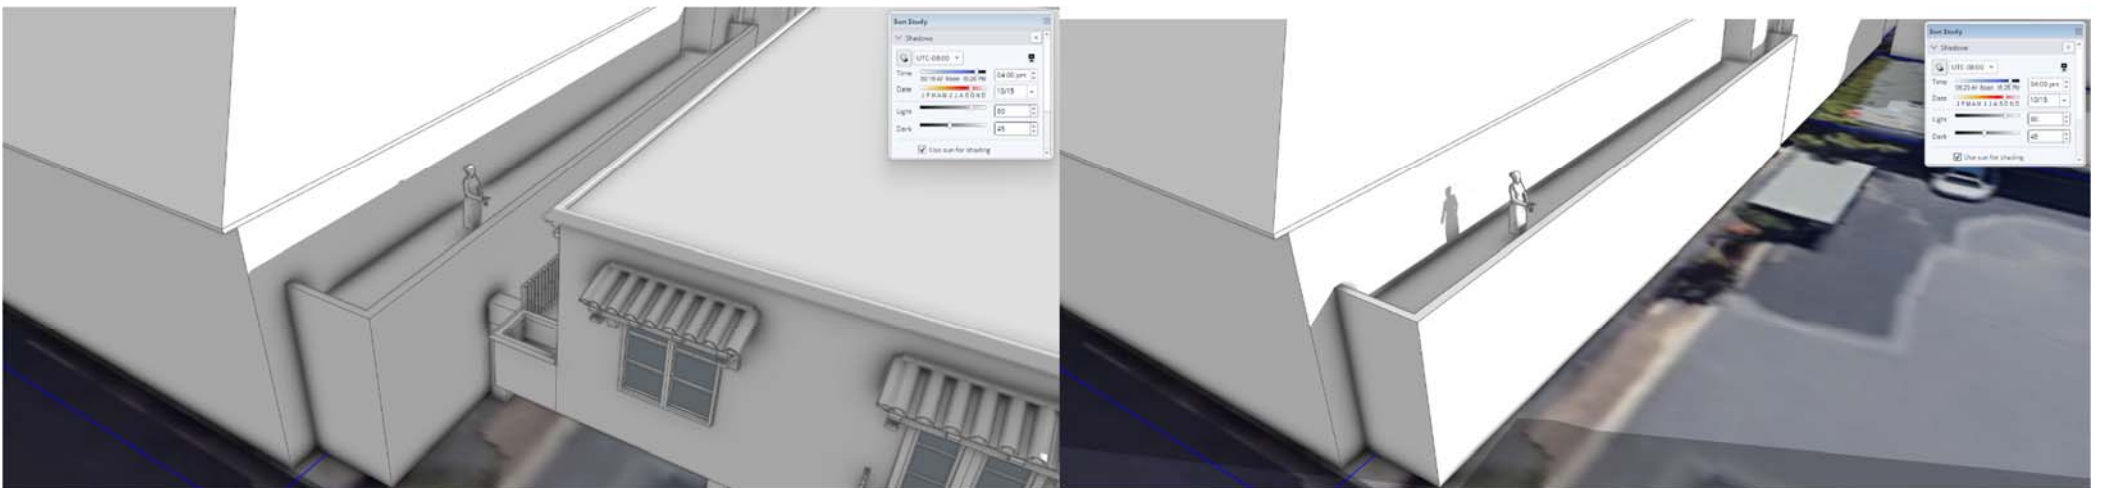 Sun Study
Shadows
UTC-08:00
Time
04:00 pm
Date
J F M A M J J A S O N D
10/15
Light
80
Dark
45
Use sun for shading
Sun Study
Shadows
UTC-08:00
Time
04:00 pm
Date
J F M A M J J A S O N D
10/15
Light
80
Dark
45
Use sun for shading